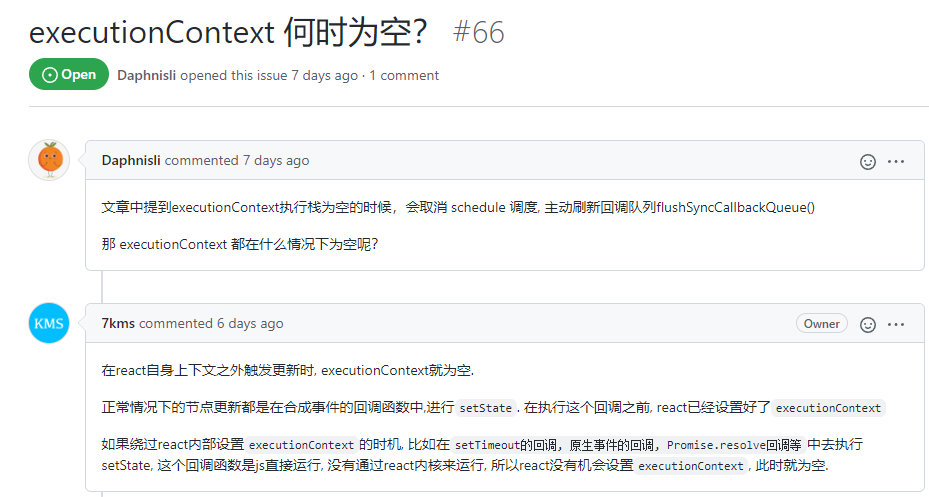 executionContext 何时为空? #66
Open Daphnisli opened this issue 7 days ago · 1 comment
Daphnisli commented 7 days ago
文章中提到executionContext执行栈为空的时候，会取消 schedule 调度, 主动刷新回调队列flushSyncCallbackQueue()
那 executionContext 都在什么情况下为空呢?
KMS
7kms commented 6 days ago Owner
在react自身上下文之外触发更新时, executionContext就为空.
正常情况下的节点更新都是在合成事件的回调函数中,进行 setState . 在执行这个回调之前, react已经设置好了 executionContext
如果绕过react内部设置 executionContext 的时机, 比如在 setTimeout的回调，原生事件的回调，Promise.resolve回调等 中去执行
setState, 这个回调函数是js直接运行, 没有通过react内核来运行, 所以react没有机会设置 executionContext , 此时就为空.